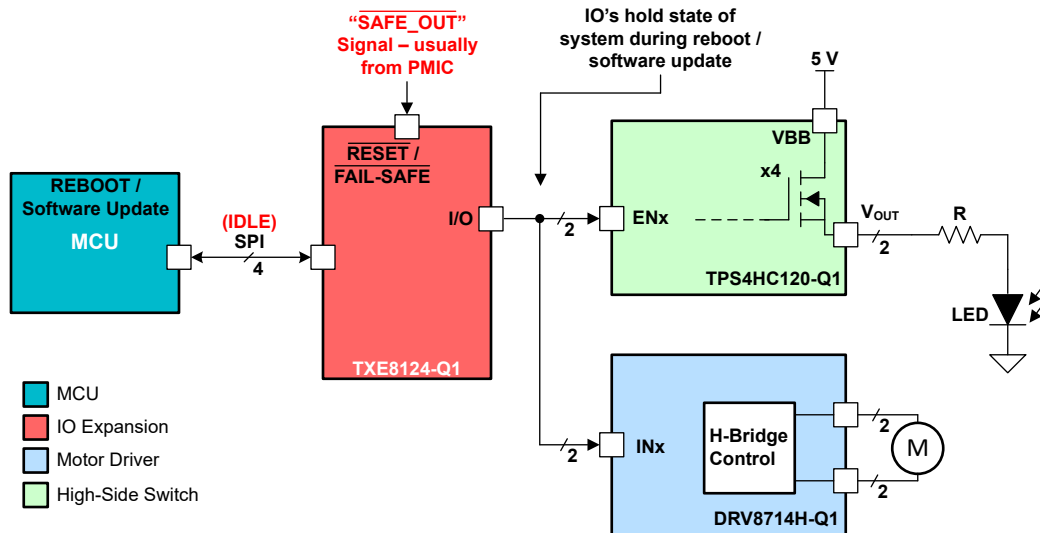 “SAFE_OUT”
Signal – usually
from PMIC
IO’s hold state of
system during reboot /
software update
5 V
VBB
RESET /
FAIL-SAFE
x4
REBOOT /
Software Update
MCU
(IDLE)
SPI
4
I/O
2
ENx
VOUT
2
R
TPS4HC120-Q1
LED
TXE8124-Q1
MCU
IO Expansion
Motor Driver
High-Side Switch
2
INx
H-Bridge
Control
2
M
2
DRV8714H-Q1